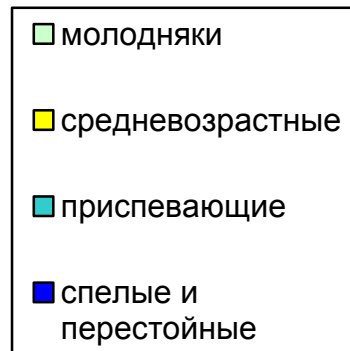 молодняки
средневозрастные
приспевающие
спелые и
перестойные